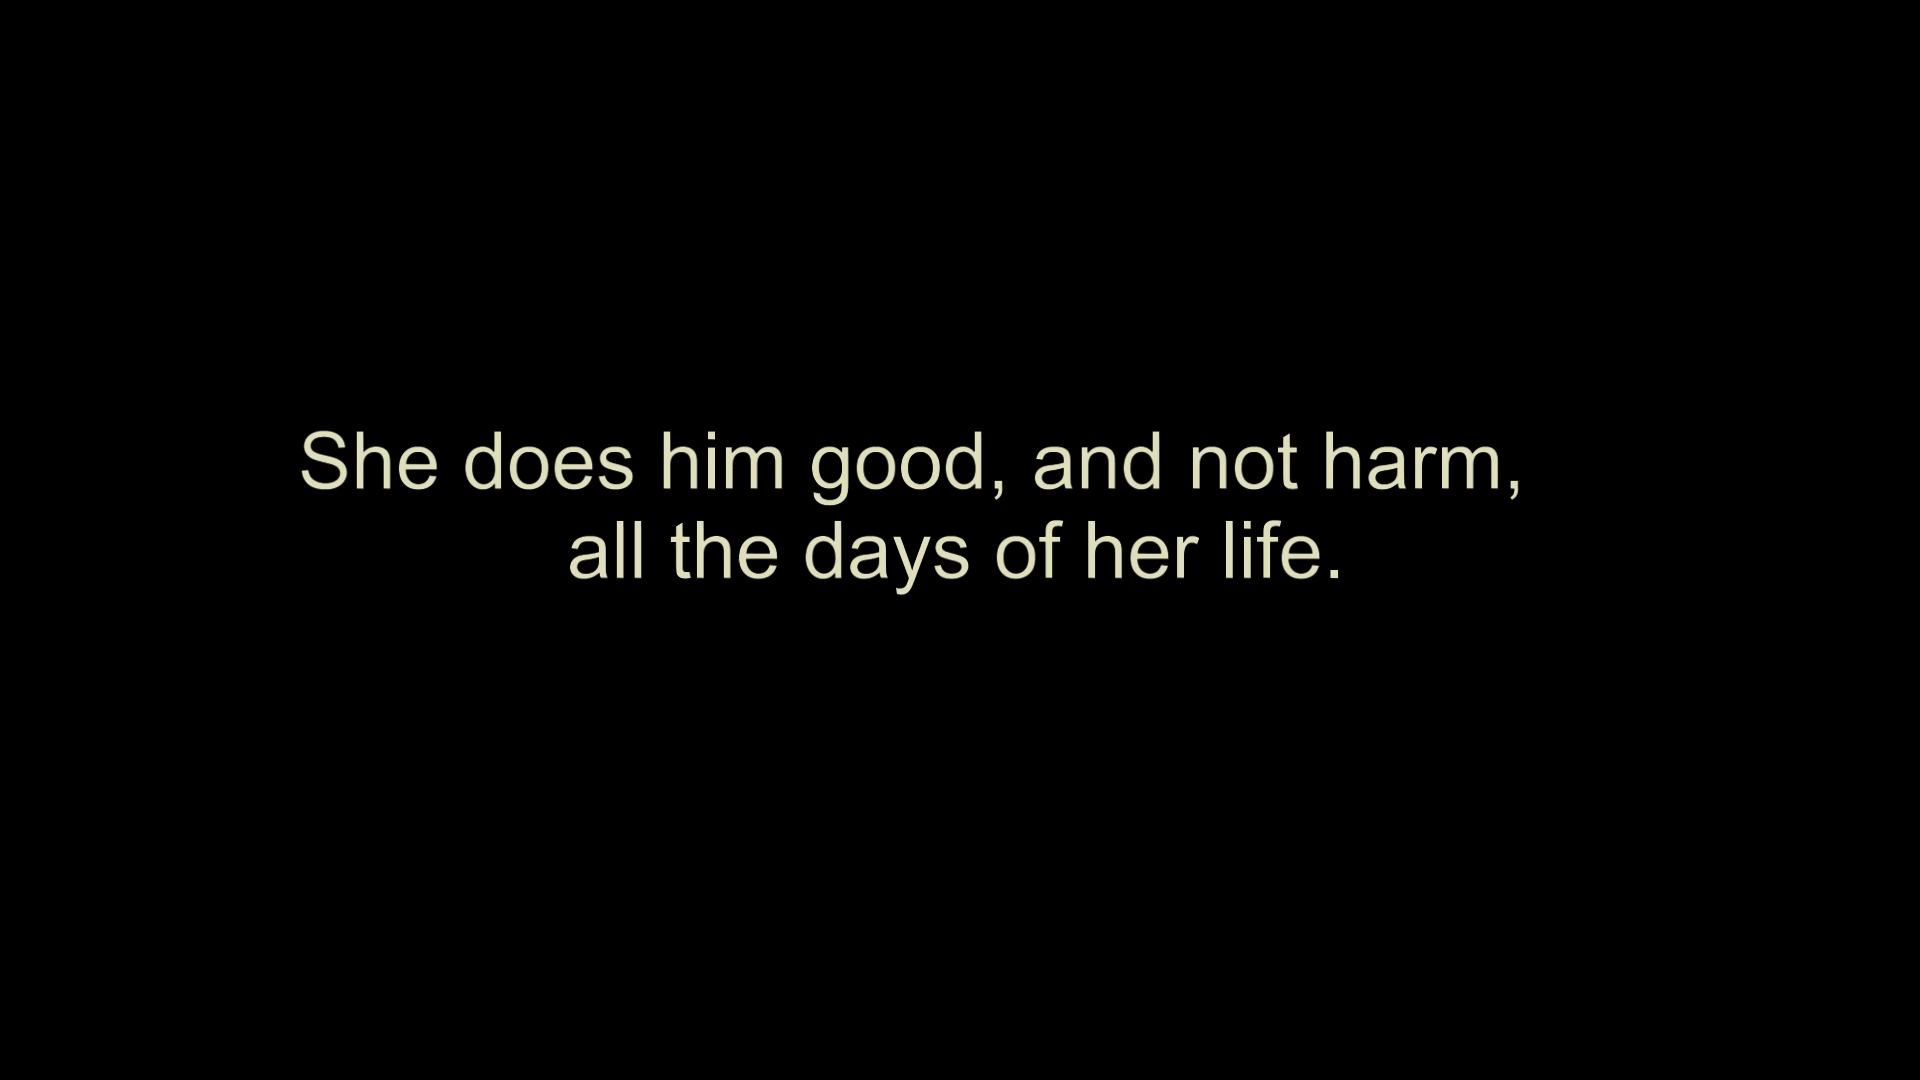 She does him good, and not harm,
all the days of her life.